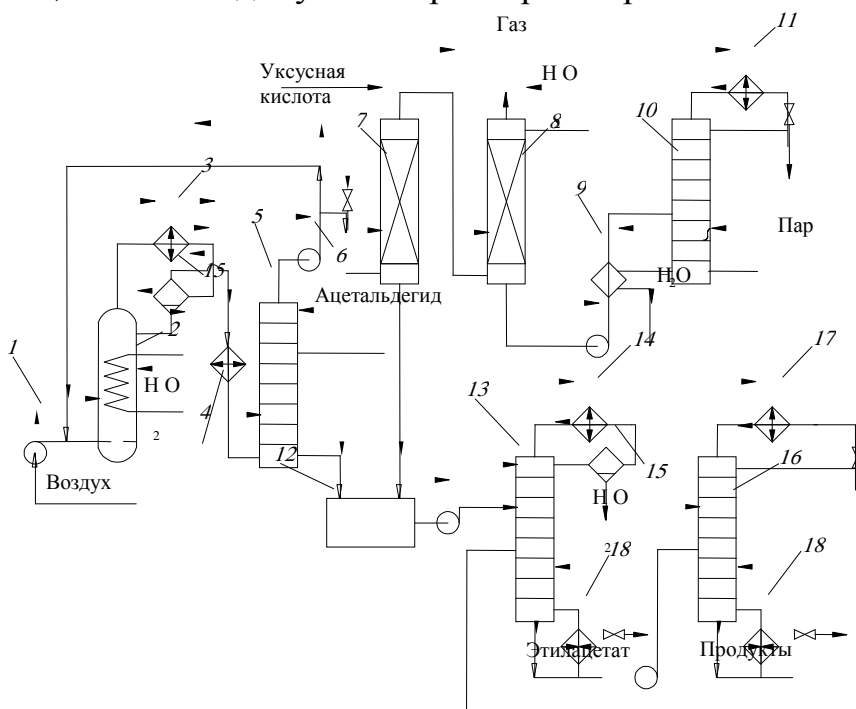 Газ
11
Уксусная
кислота
Н О
7
8
10
3
9
5
6
Пар
15
Ацетальдегид
Н₂О
1
2
14
17
Н О
4
13
2
12
15
16
Воздух
Н О
2
18
18
Этилацетат
Продукты